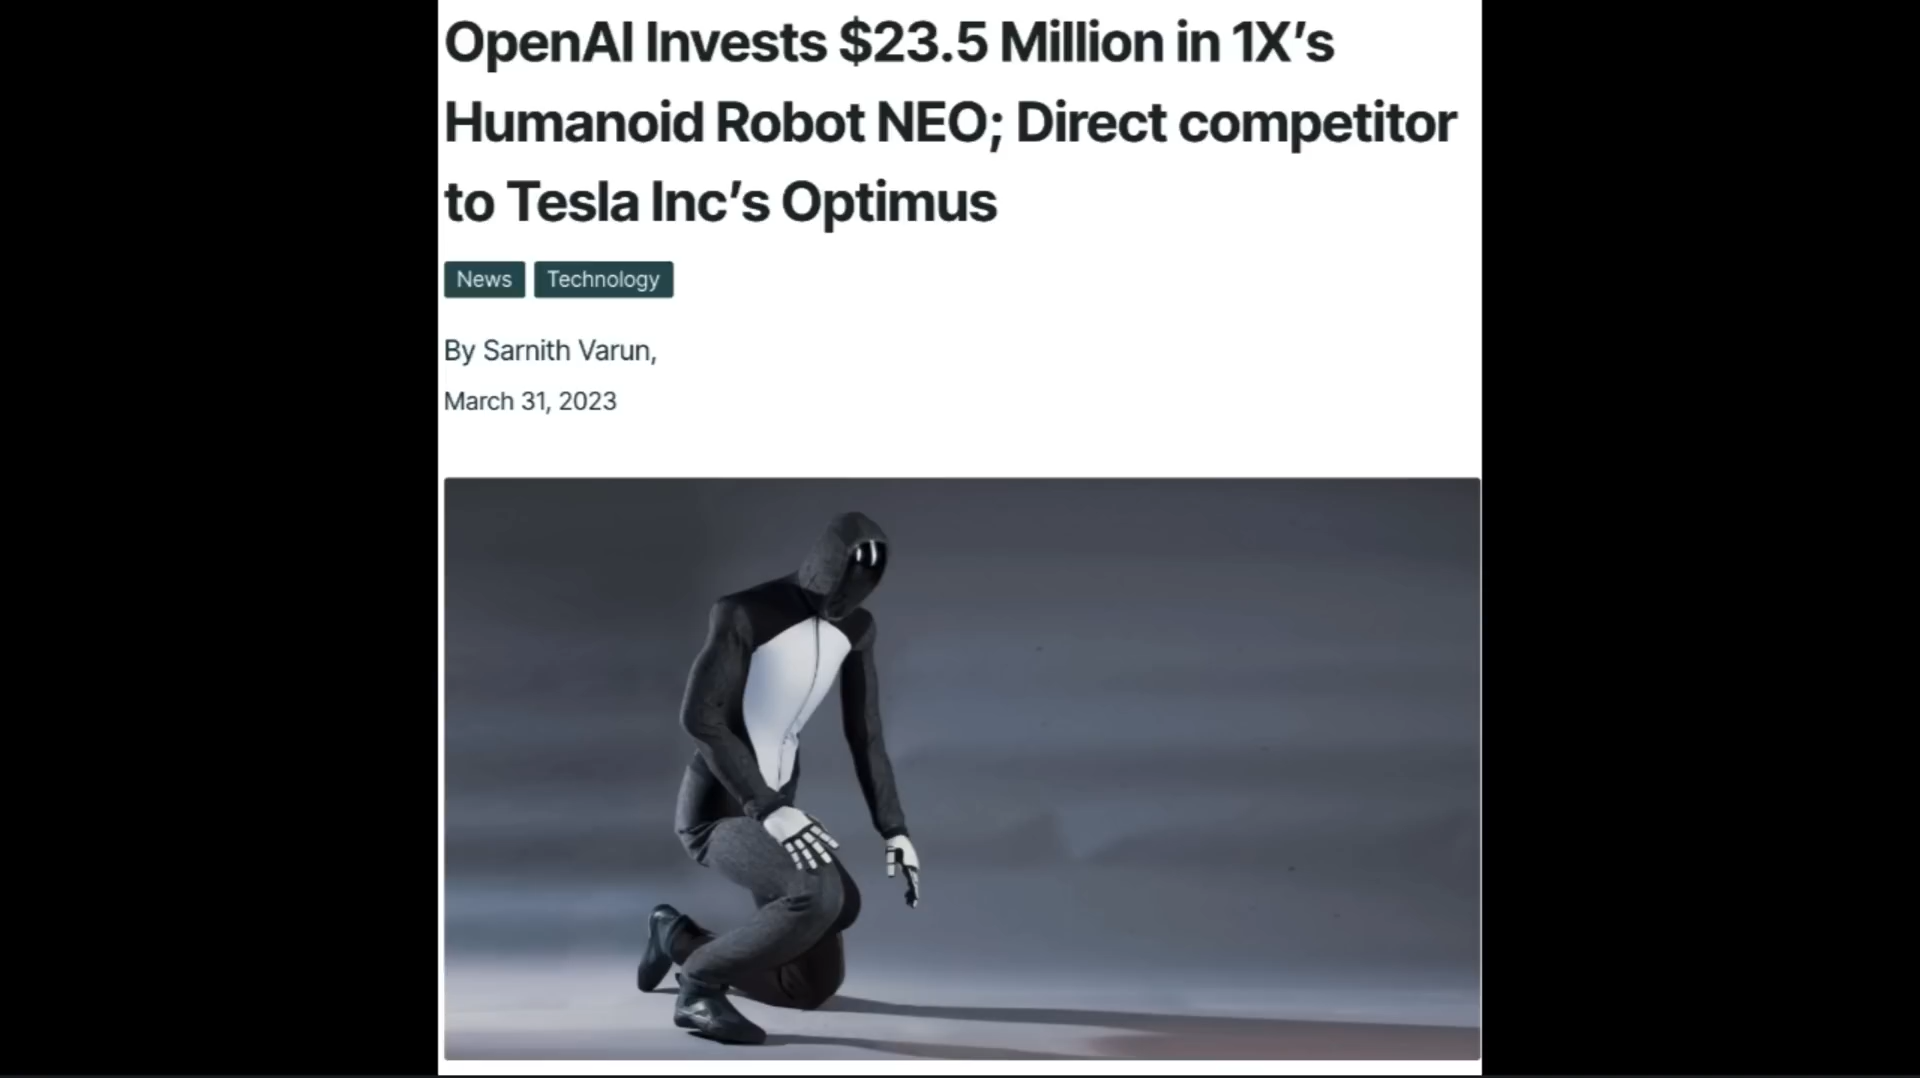 OpenAI Invests $23.5 Million in 1X’s
Humanoid Robot NEO; Direct competitor
to Tesla Inc’s Optimus
News Technology
By Sarnith Varun,
March 31, 2023